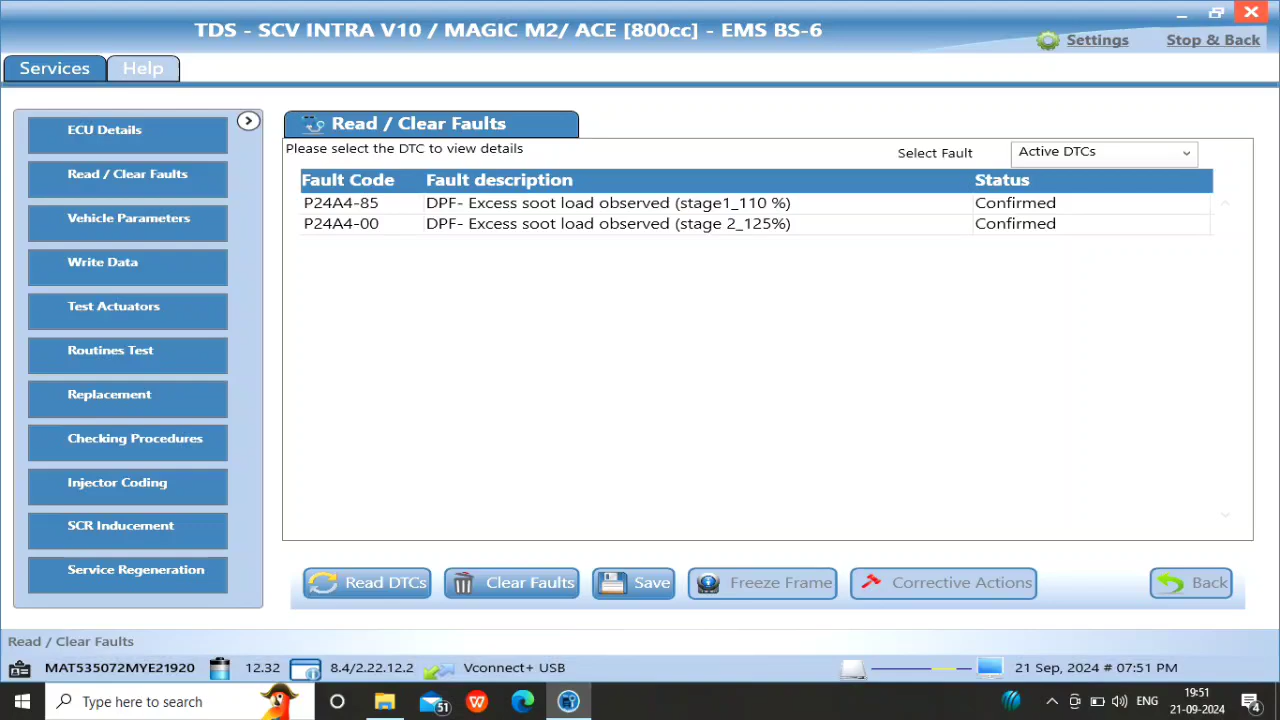 TDS - SCV INTRA V10 / MAGIC M2/ ACE [800cc] - EMS BS-6
Settings
Stop & Back
Services
Help
ECU Details
Read / Clear Faults
Vehicle Parameters
Write Data
Test Actuators
Routines Test
Replacement
Checking Procedures
Injector Coding
SCR Inducement
Service Regeneration
Read / Clear Faults
Please select the DTC to view details
Select Fault
Active DTCs
Fault Code Fault description Status
P24A4-85 DPF- Excess soot load observed (stage1_110 %) Confirmed
P24A4-00 DPF- Excess soot load observed (stage 2_125%) Confirmed
Read DTCs
Clear Faults
Save
Freeze Frame
Corrective Actions
Back
Read / Clear Faults
MAT535072MYE21920
12.32
8.4/2.22.12.2
Vconnect+ USB
21 Sep, 2024 # 07:51 PM
Type here to search
51
W
ENG
19:51
21-09-2024
4